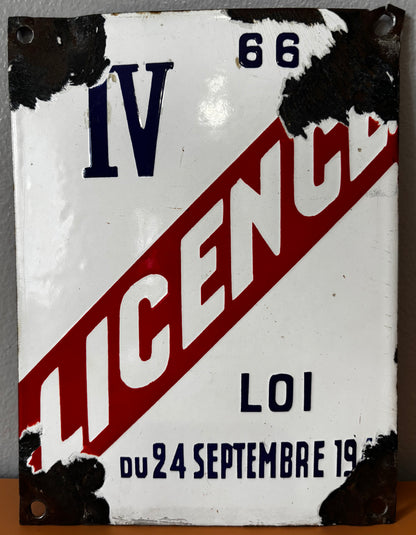 66
IV
LICENCE
LOI
DU 24 SEPTEMBRE 19